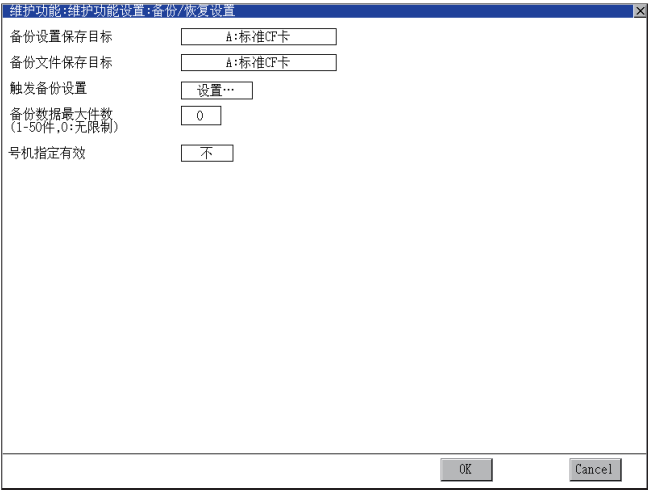 维护功能:维护功能设置:备份/恢复设置
备份设置保存目标 A:标准CF卡
备份文件保存目标 A:标准CF卡
触发备份设置 设置…
备份数据最大件数 0
(1-50件,0:无限制)
号机指定有效 不
OK Cancel